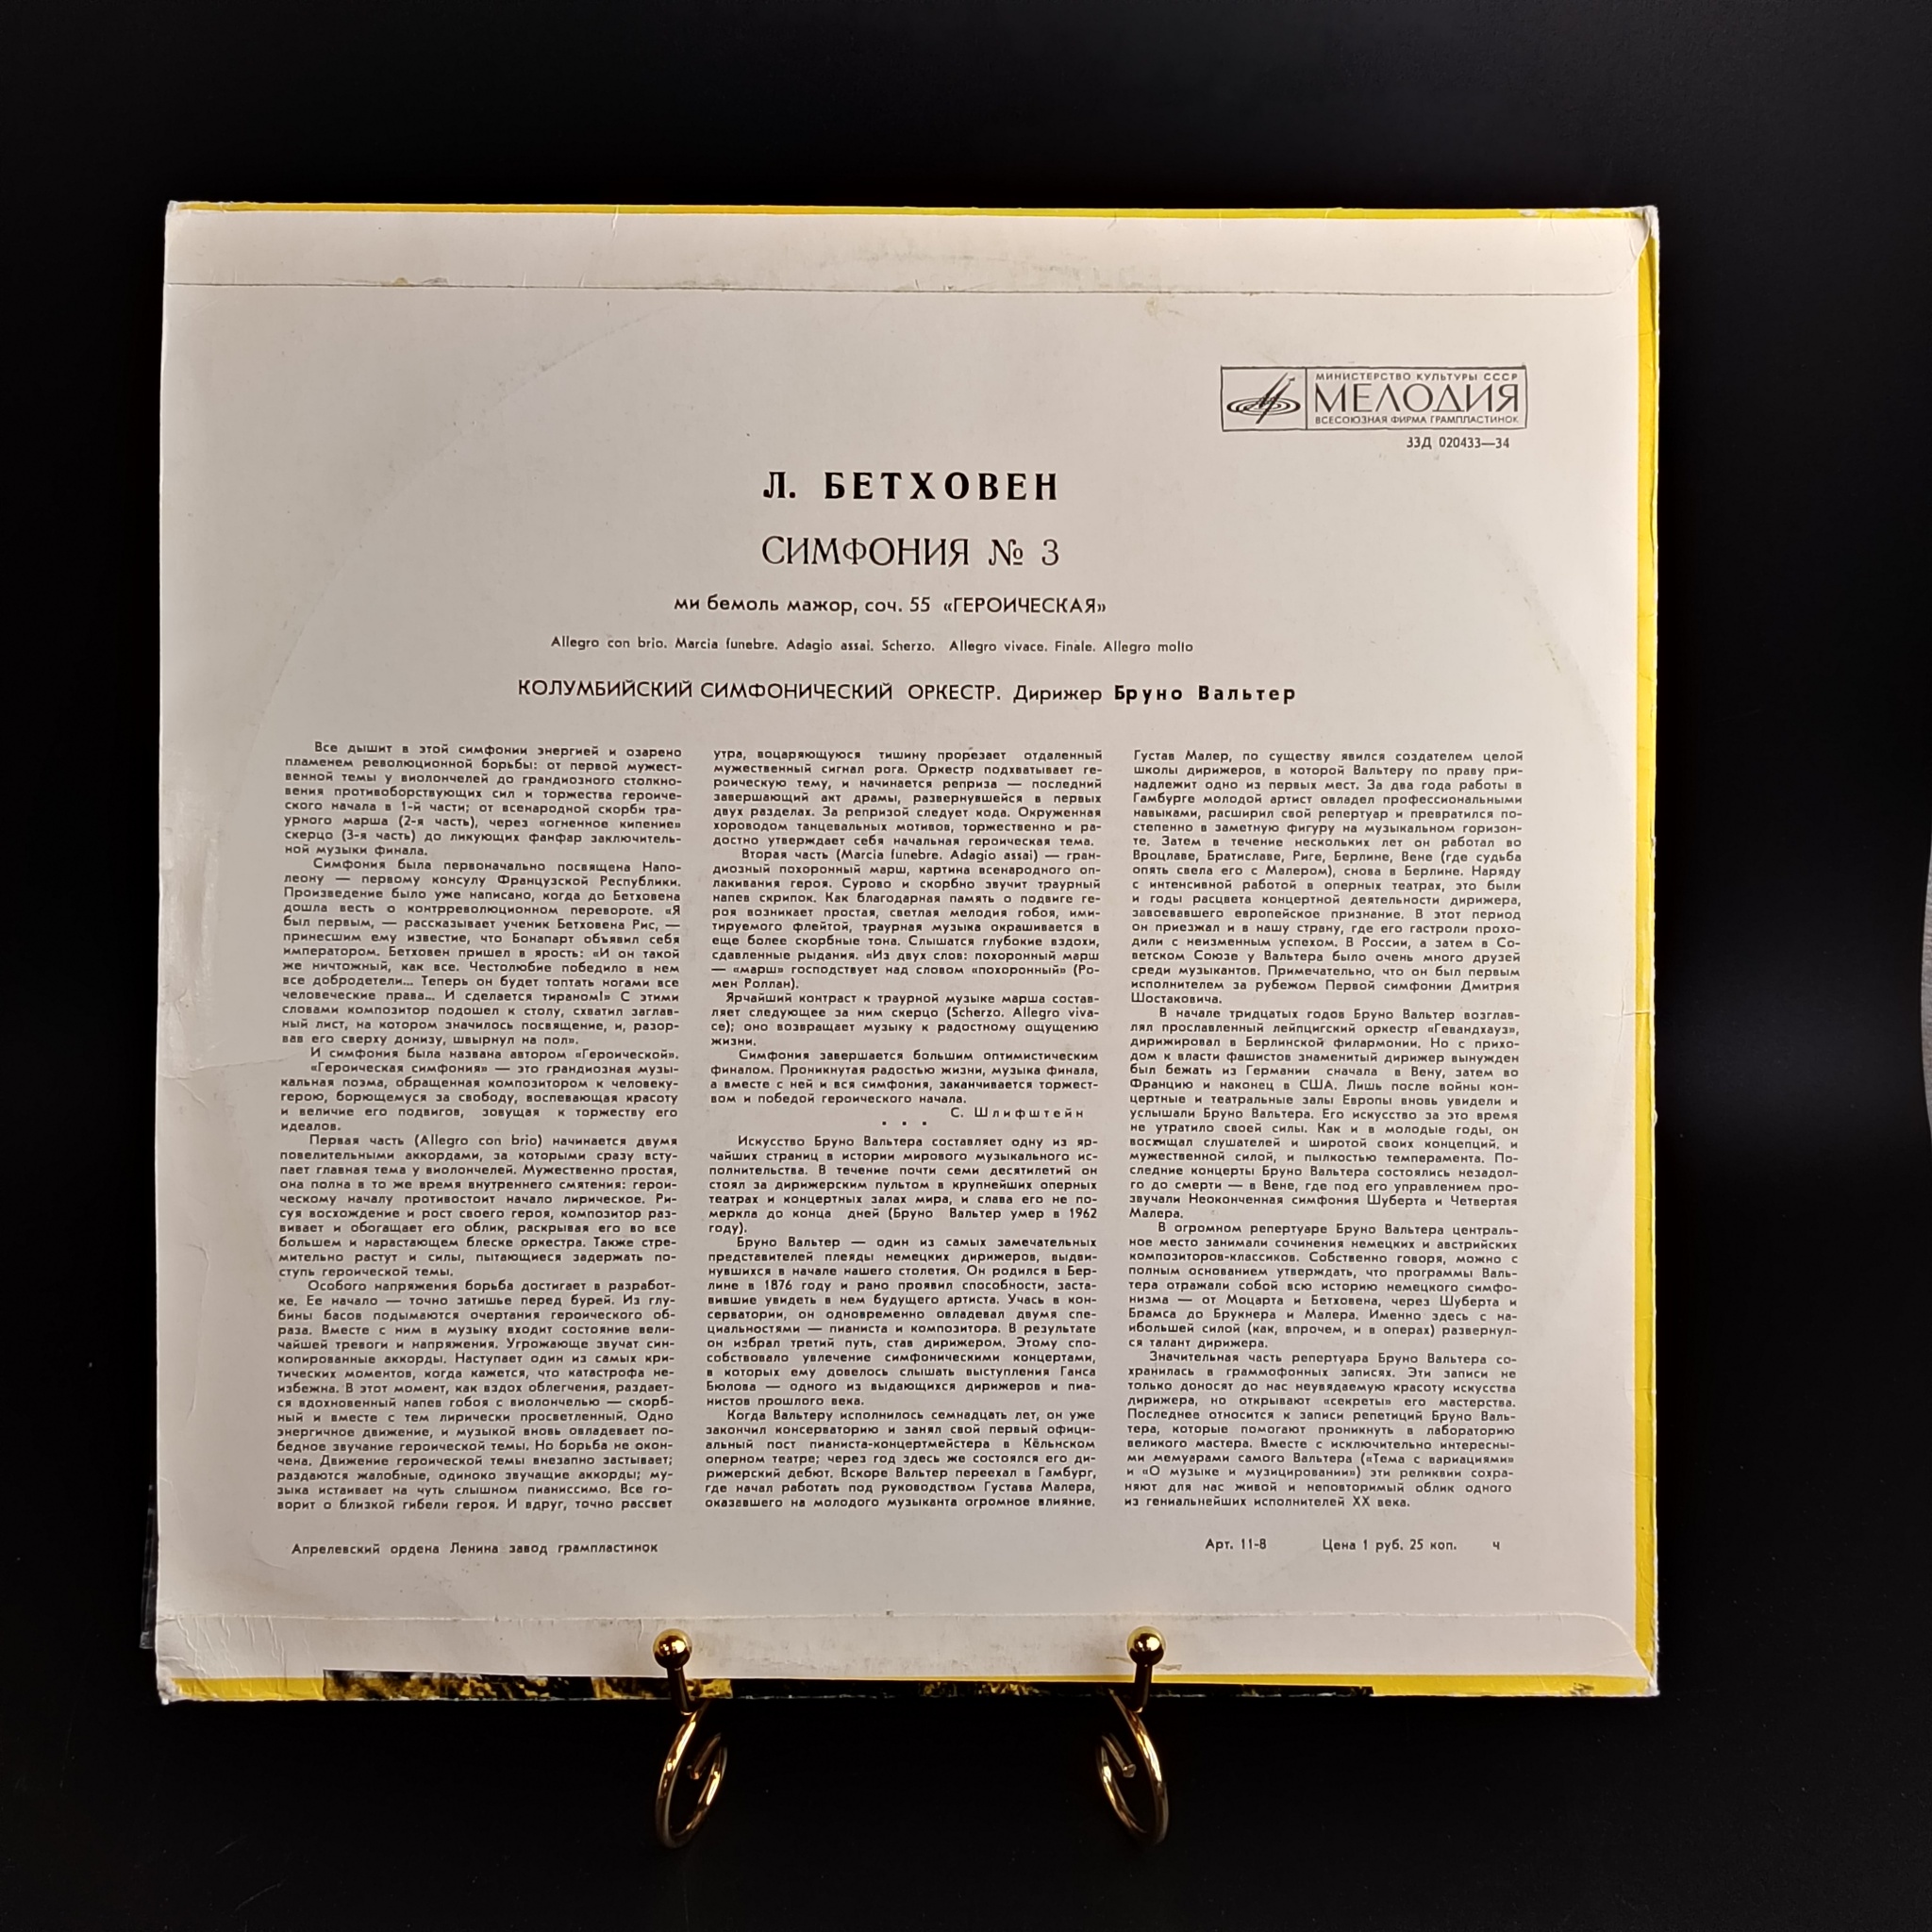 МИНИСТЕРСТВО КУЛЬТУРЫ СССР
МЕЛОДИЯ
ВСЕСОЮЗНАЯ ФИРМА ГРАМПЛАСТИНОК
33Д 020433—34
Л. БЕТХОВЕН
СИМФОНИЯ № 3
ми бемоль мажор, соч. 55 «ГЕРОИЧЕСКАЯ»
Allegro con brio. Marcia funebre. Adagio assai. Scherzo. Allegro vivace. Finale. Allegro molto
КОЛУМБИЙСКИЙ СИМФОНИЧЕСКИЙ ОРКЕСТР. Дирижер Бруно Вальтер
Все дышит в этой симфонии энергией и озарено
пламенем революционной борьбы: от первой мужест-
венной темы у виолончелей до грандиозного столкно-
вения противоборствующих сил и торжества героиче-
ского начала в 1-й части; от всенародной скорби тра-
урного марша (2-я часть), через «огненное кипение»
скерцо (3-я часть) до ликующих фанфар заключитель-
ной музыки финала.
Симфония была первоначально посвящена Напо-
леону — первому консулу Французской Республики.
Произведение было уже написано, когда до Бетховена
дошла весть о контрреволюционном перевороте. «Я
был первым, — рассказывает ученик Бетховена Рис, —
принесшим ему известие, что Бонапарт объявил себя
императором. Бетховен пришел в ярость: «И он такой
же ничтожный, как все. Честолюбие победило в нем
все добродетели... Теперь он будет топтать ногами все
человеческие права... И сделается тираном!» С этими
словами композитор подошел к столу, схватил заглав-
ный лист, на котором значилось посвящение, и, разор-
вав его сверху донизу, швырнул на пол».
И симфония была названа автором «Героической».
«Героическая симфония» — это грандиозная музы-
кальная поэма, обращенная композитором к человеку-
герою, борющемуся за свободу, воспевающая красоту
и величие его подвигов, зовущая к торжеству его
идеалов.
Первая часть (Allegro con brio) начинается двумя
повелительными аккордами, за которыми сразу всту-
пает главная тема у виолончелей. Мужественно простая,
она полна в то же время внутреннего смятения: герои-
ческому началу противостоит начало лирическое. Ри-
суя восхождение и рост своего героя, композитор раз-
вивает и обогащает его облик, раскрывая его во все
большем и нарастающем блеске оркестра. Также стре-
мительно растут и силы, пытающиеся задержать по-
ступь героической темы.
Особого напряжения борьба достигает в разработ-
ке. Ее начало — точно затишье перед бурей. Из глу-
бины басов подымаются очертания героического об-
раза. Вместе с ним в музыку входит состояние вели-
чайшей тревоги и напряжения. Угрожающе звучат син-
копированные аккорды. Наступает один из самых кри-
тических моментов, когда кажется, что катастрофа не-
избежна. В этот момент, как вздох облегчения, раздает-
ся вдохновенный напев гобоя с виолончелью — скорб-
ный и вместе с тем лирически просветленный. Одно
энергичное движение, и музыкой вновь овладевает по-
бедное звучание героической темы. Но борьба не окон-
чена. Движение героической темы внезапно застывает;
раздаются жалобные, одиноко звучащие аккорды; му-
зыка истаивает на чуть слышном пианиссимо. Все го-
ворит о близкой гибели героя. И вдруг, точно рассвет
утра, воцаряющуюся тишину прорезает отдаленный
мужественный сигнал рога. Оркестр подхватывает ге-
роическую тему, и начинается реприза — последний
завершающий акт драмы, развернувшейся в первых
двух разделах. За репризой следует кода. Окруженная
хороводом танцевальных мотивов, торжественно и ра-
достно утверждает себя начальная героическая тема.
Вторая часть (Marcia funebre. Adagio assai) — гран-
диозный похоронный марш, картина всенародного оп-
лакивания героя. Сурово и скорбно звучит траурный
напев скрипок. Как благодарная память о подвиге ге-
роя возникает простая, светлая мелодия гобоя, ими-
тируемого флейтой, траурная музыка окрашивается в
еще более скорбные тона. Слышатся глубокие вздохи,
сдавленные рыдания. «Из двух слов: похоронный марш
— «марш» господствует над словом «похоронный» (Ро-
мен Роллан).
Ярчайший контраст к траурной музыке марша состав-
ляет следующее за ним скерцо (Scherzo. Allegro viva-
ce); оно возвращает музыку к радостному ощущению
жизни.
Симфония завершается большим оптимистическим
финалом. Проникнутая радостью жизни, музыка финала,
а вместе с ней и вся симфония, заканчивается торжест-
вом и победой героического начала.
С. Шлифштейн
• • •
Искусство Бруно Вальтера составляет одну из яр-
чайших страниц в истории мирового музыкального ис-
полнительства. В течение почти семи десятилетий он
стоял за дирижерским пультом в крупнейших оперных
театрах и концертных залах мира, и слава его не по-
меркла до конца дней (Бруно Вальтер умер в 1962
году).
Бруно Вальтер — один из самых замечательных
представителей плеяды немецких дирижеров, выдви-
нувшихся в начале нашего столетия. Он родился в Бер-
лине в 1876 году и рано проявил способности, заста-
вившие увидеть в нем будущего артиста. Учась в кон-
серватории, он одновременно овладевал двумя спе-
циальностями — пианиста и композитора. В результате
он избрал третий путь, став дирижером. Этому спо-
собствовало увлечение симфоническими концертами,
в которых ему довелось слышать выступления Ганса
Бюлова — одного из выдающихся дирижеров и пиа-
нистов прошлого века.
Когда Вальтеру исполнилось семнадцать лет, он уже
закончил консерваторию и занял свой первый офици-
альный пост пианиста-концертмейстера в Кёльнском
оперном театре; через год здесь же состоялся его ди-
рижерский дебют. Вскоре Вальтер переехал в Гамбург,
где начал работать под руководством Густава Малера,
оказавшего на молодого музыканта огромное влияние.
Густав Малер, по существу явился создателем целой
школы дирижеров, в которой Вальтеру по праву при-
надлежит одно из первых мест. За два года работы в
Гамбурге молодой артист овладел профессиональными
навыками, расширил свой репертуар и превратился по-
степенно в заметную фигуру на музыкальном горизон-
те. Затем в течение нескольких лет он работал во
Вроцлаве, Братиславе, Риге, Берлине, Вене (где судьба
опять свела его с Малером), снова в Берлине. Наряду
с интенсивной работой в оперных театрах, это были
и годы расцвета концертной деятельности дирижера,
завоевавшего европейское признание. В этот период
он приезжал и в нашу страну, где его гастроли прохо-
дили с неизменным успехом. В России, а затем в Со-
ветском Союзе у Вальтера было очень много друзей
среди музыкантов. Примечательно, что он был первым
исполнителем за рубежом Первой симфонии Дмитрия
Шостаковича.
В начале тридцатых годов Бруно Вальтер возглав-
лял прославленный лейпцигский оркестр «Гевандхауз»,
дирижировал в Берлинской филармонии. Но с прихо-
дом к власти фашистов знаменитый дирижер вынужден
был бежать из Германии сначала в Вену, затем во
Францию и наконец в США. Лишь после войны кон-
цертные и театральные залы Европы вновь увидели и
услышали Бруно Вальтера. Его искусство за это время
не утратило своей силы. Как и в молодые годы, он
восхищал слушателей и широтой своих концепций, и
мужественной силой, и пылкостью темперамента. По-
следние концерты Бруно Вальтера состоялись незадол-
го до смерти — в Вене, где под его управлением про-
звучали Неоконченная симфония Шуберта и Четвертая
Малера.
В огромном репертуаре Бруно Вальтера централь-
ное место занимали сочинения немецких и австрийских
композиторов-классиков. Собственно говоря, можно с
полным основанием утверждать, что программы Валь-
тера отражали собой всю историю немецкого симфо-
низма — от Моцарта и Бетховена, через Шуберта и
Брамса до Брукнера и Малера. Именно здесь с на-
ибольшей силой (как, впрочем, и в операх) развернул-
ся талант дирижера.
Значительная часть репертуара Бруно Вальтера со-
хранилась в граммофонных записях. Эти записи не
только доносят до нас неувядаемую красоту искусства
дирижера, но открывают «секреты» его мастерства.
Последнее относится к записи репетиций Бруно Валь-
тера, которые помогают проникнуть в лабораторию
великого мастера. Вместе с исключительно интересны-
ми мемуарами самого Вальтера («Тема с вариациями»
и «О музыке и музицировании») эти реликвии сохра-
няют для нас живой и неповторимый облик одного
из гениальнейших исполнителей XX века.
Апрелевский ордена Ленина завод грампластинок
Арт. 11-8 Цена 1 руб. 25 коп. ч